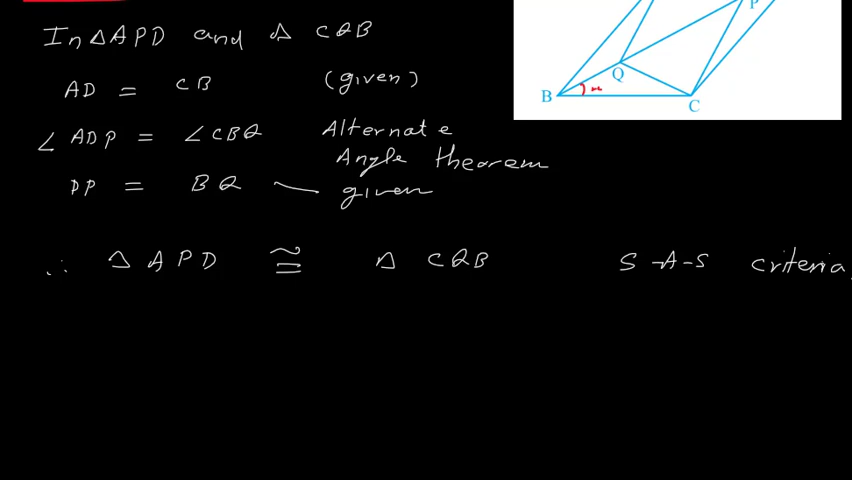 P
In △APD and △ CQB
Q
B
C
AD = CB (given)
∠ ADP = ∠CBQ Alternate
Angle theorem
DP = BQ — given
∴ △ APD ≅ △ CQB S-A-S criteria